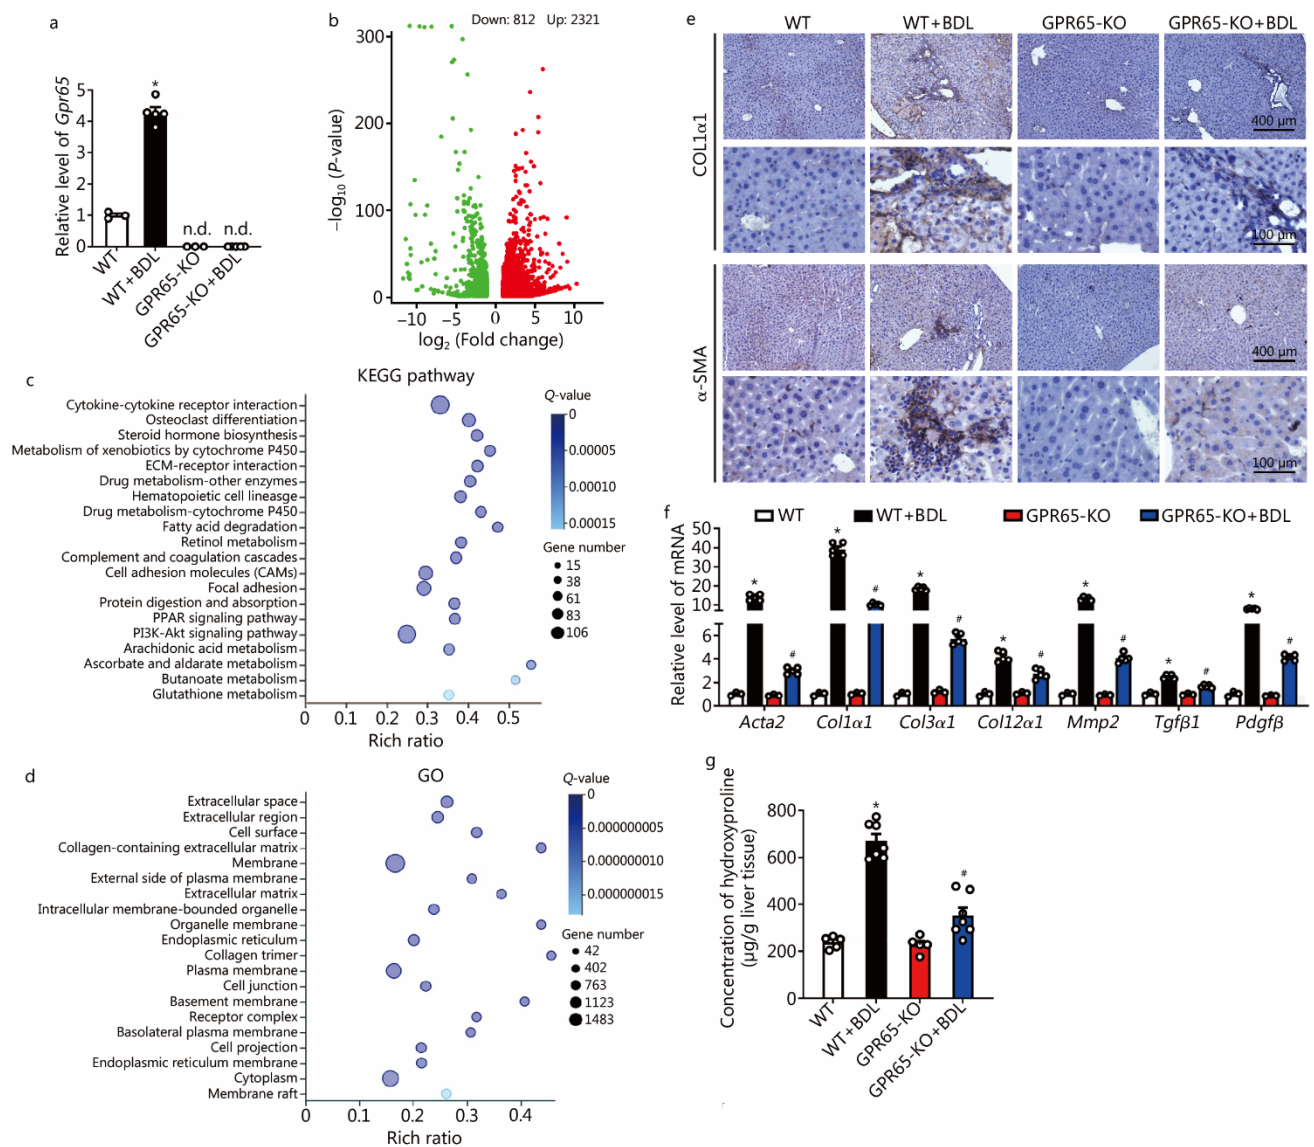 a
Relative level of Gpr65
5
4
3
2
1
0
*
n.d.
n.d.
WT
WT+BDL
GPR65-KO
GPR65-KO+BDL
b
Down: 812 Up: 2321
−log10 (P-value)
300
200
100
0
−10
−5
0
5
10
log2 (Fold change)
c
KEGG pathway
Cytokine-cytokine receptor interaction
Osteoclast differentiation
Steroid hormone biosynthesis
Metabolism of xenobiotics by cytochrome P450
ECM-receptor interaction
Drug metabolism-other enzymes
Hematopoietic cell lineasge
Drug metabolism-cytochrome P450
Fatty acid degradation
Retinol metabolism
Complement and coagulation cascades
Cell adhesion molecules (CAMs)
Focal adhesion
Protein digestion and absorption
PPAR signaling pathway
PI3K-Akt signaling pathway
Arachidonic acid metabolism
Ascorbate and aldarate metabolism
Butanoate metabolism
Glutathione metabolism
0
0.1
0.2
0.3
0.4
0.5
Rich ratio
Q-value
0
0.00005
0.00010
0.00015
Gene number
15
38
61
83
106
d
GO
Extracellular space
Extracellular region
Cell surface
Collagen-containing extracellular matrix
Membrane
External side of plasma membrane
Extracellular matrix
Intracellular membrane-bounded organelle
Organelle membrane
Endoplasmic reticulum
Collagen trimer
Plasma membrane
Cell junction
Basement membrane
Receptor complex
Basolateral plasma membrane
Cell projection
Endoplasmic reticulum membrane
Cytoplasm
Membrane raft
0
0.1
0.2
0.3
0.4
Rich ratio
Q-value
0
0.000000005
0.000000010
0.000000015
Gene number
42
402
763
1123
1483
e
WT
WT+BDL
GPR65-KO
GPR65-KO+BDL
COL1α1
400 μm
100 μm
α-SMA
400 μm
100 μm
f
WT
WT+BDL
GPR65-KO
GPR65-KO+BDL
Relative level of mRNA
50
40
30
20
10
6
4
2
0
*
#
*
#
*
#
*
#
*
#
*
#
*
#
Acta2
Col1α1
Col3α1
Col12α1
Mmp2
Tgfβ1
Pdgfβ
g
Concentration of hydroxyproline
(μg/g liver tissue)
800
600
400
200
0
*
#
WT
WT+BDL
GPR65-KO
GPR65-KO+BDL